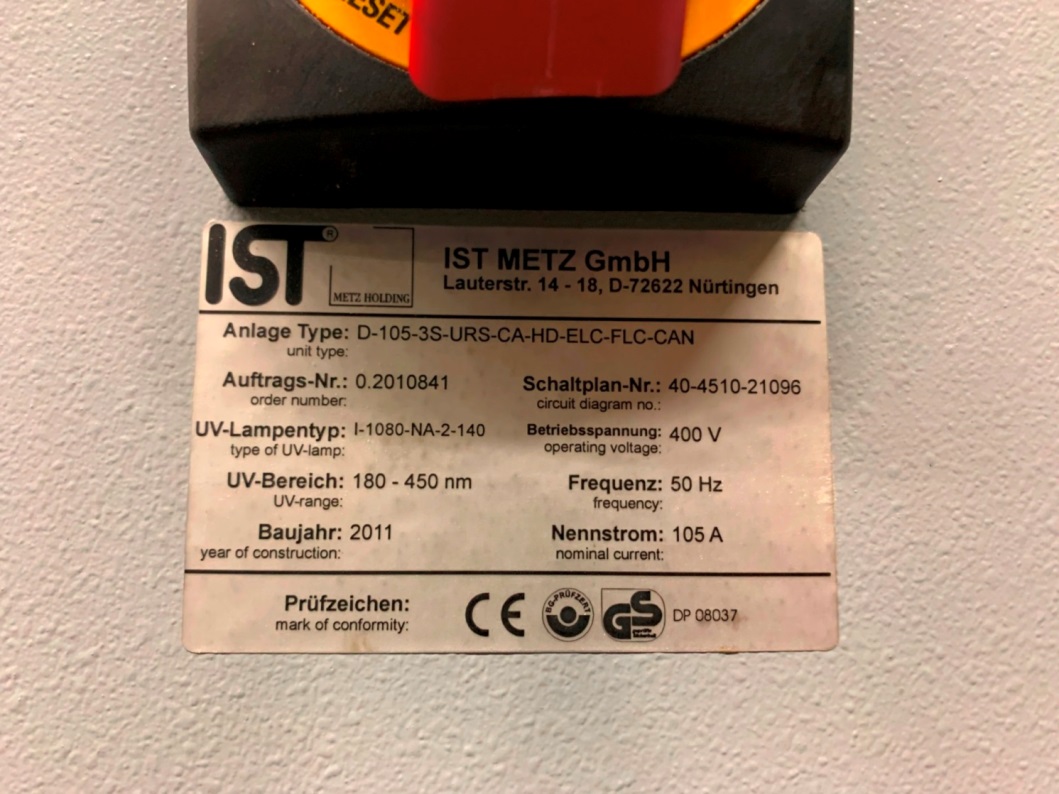 RESET
IST®
METZ HOLDING
IST METZ GmbH
Lauterstr. 14 - 18, D-72622 Nürtingen
Anlage Type: D-105-3S-URS-CA-HD-ELC-FLC-CAN
unit type:
Auftrags-Nr.: 0.2010841 Schaltplan-Nr.: 40-4510-21096
order number: circuit diagram no.:
UV-Lampentyp: I-1080-NA-2-140 Betriebsspannung: 400 V
type of UV-lamp: operating voltage:
UV-Bereich: 180 - 450 nm Frequenz: 50 Hz
UV-range: frequency:
Baujahr: 2011 Nennstrom: 105 A
year of construction: nominal current:
Prüfzeichen: CE BG-PRÜFZERT GS DP 08037
mark of conformity: